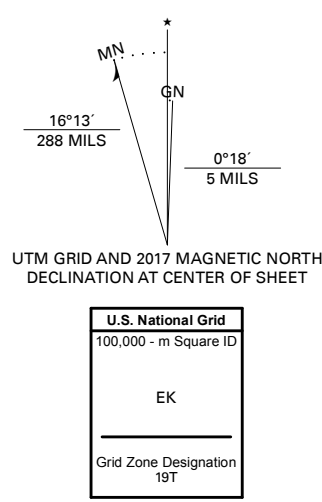 MN
GN
16°13´
288 MILS
0°18´
5 MILS
UTM GRID AND 2017 MAGNETIC NORTH
DECLINATION AT CENTER OF SHEET
U.S. National Grid
100,000 - m Square ID
EK
Grid Zone Designation
19T